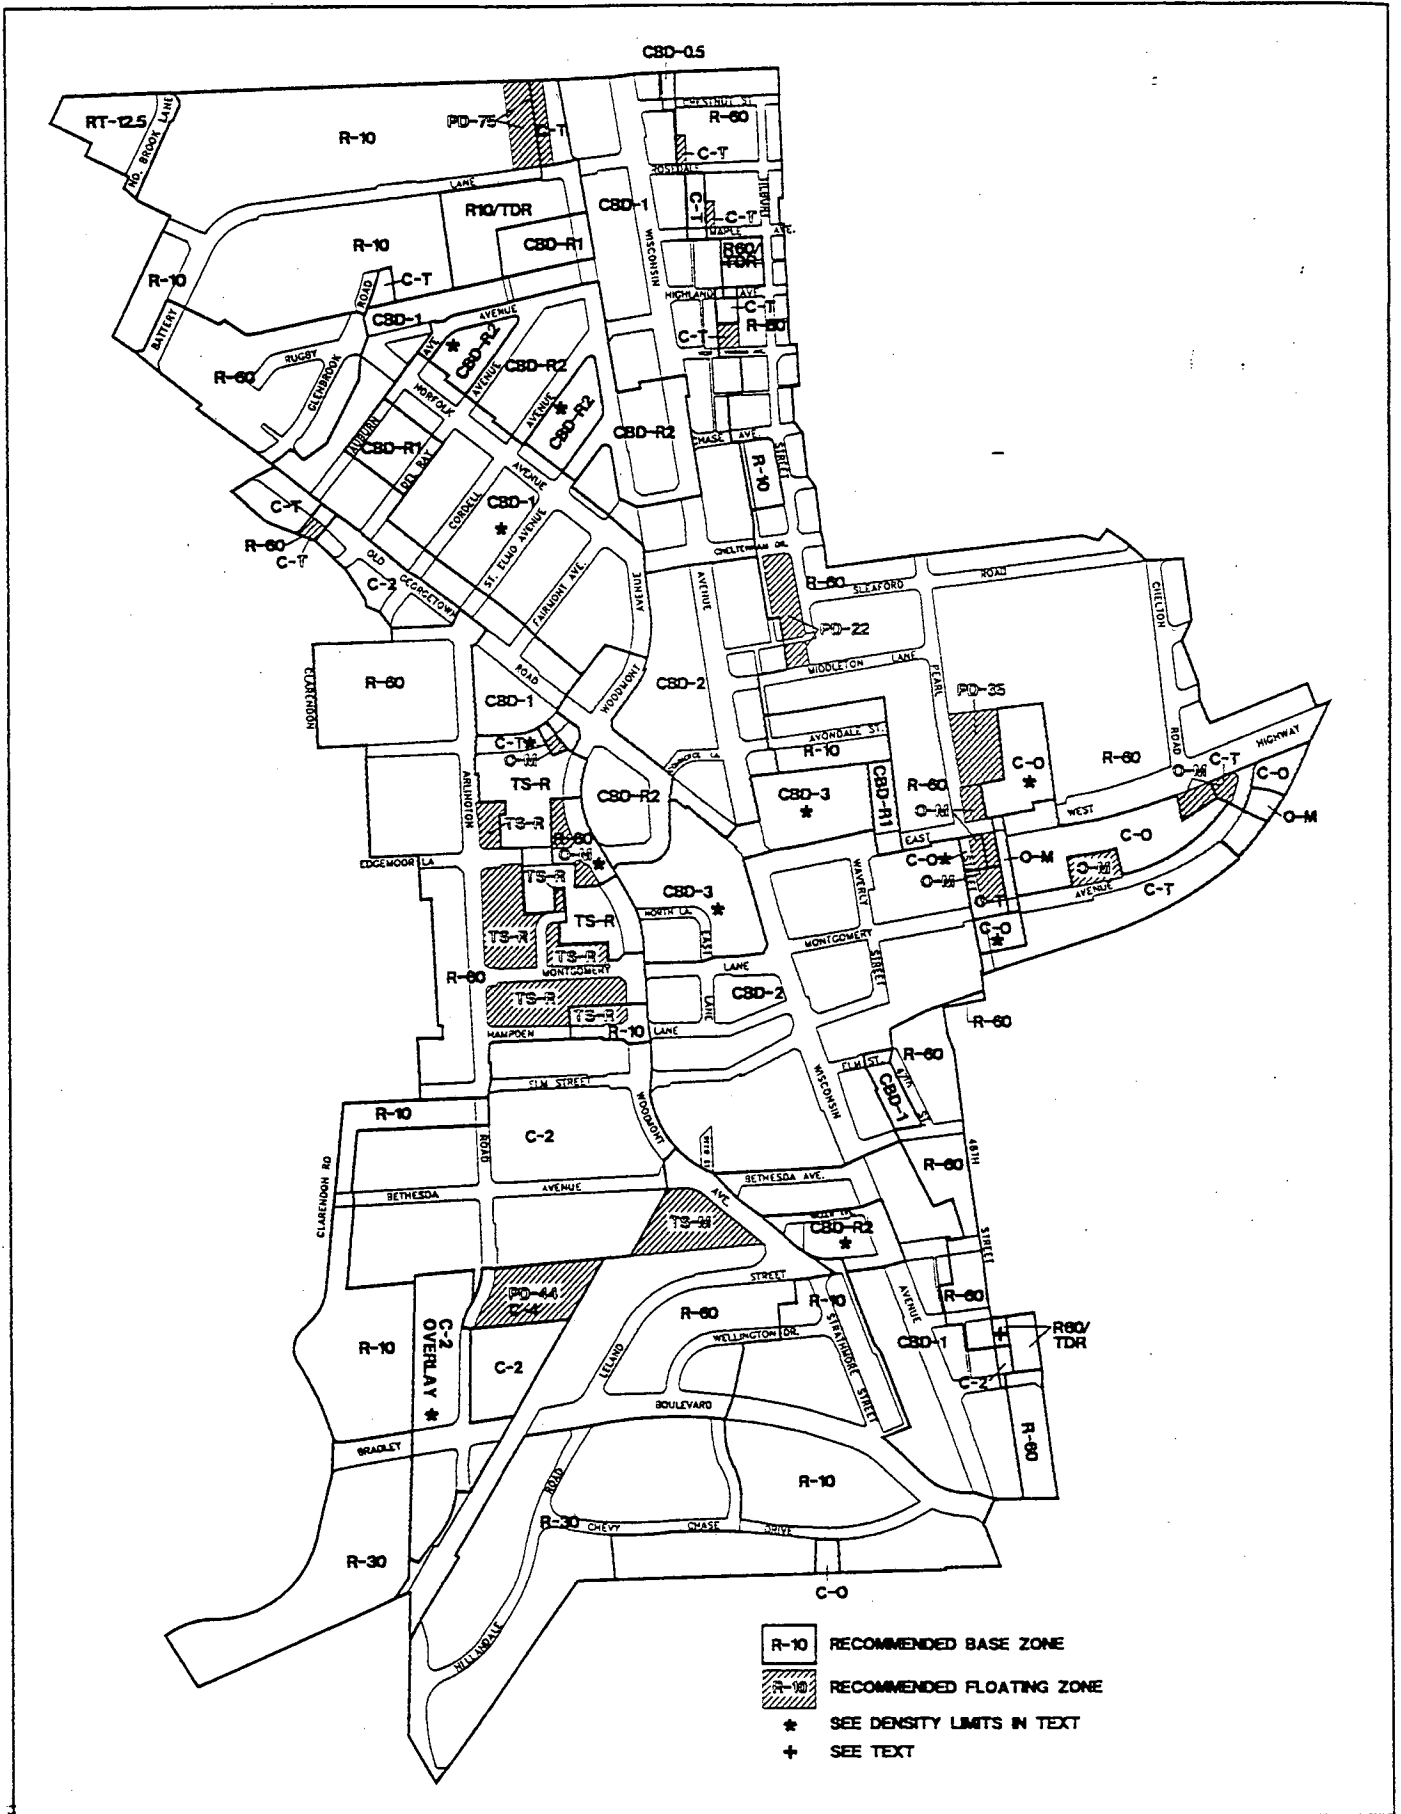 CBD-0.5
RT-12.5
NO. BROOK LANE
R-10
PD-75
C-T
CHESTNUT ST.
R-60
C-T
ROSEDALE
LANE
R10/TDR
CBD-1
C-T
C-T
TILBURY
MAPLE AVE.
R-10
CBD-R1
WISCONSIN
R60/
TDR
R-10
C-T
ROAD
HIGHLAND AVE
C-T
BATTERY
CBD-1
AVENUE
C-T
R-60
RUGBY
AVE
* CBD-R2
CBD-R2
R-60
GLENBROOK
NORFOLK
AVENUE
AVENUE
* CBD-R2
CBD-R2
AUBURN
CBD-R1
CHASE AVE.
STREET
DEL RAY
AVENUE
R-10
C-T
CORDELL
CBD-1
*
R-60
C-T
OLD
ST. ELMO AVENUE
CHELTENHAM DR.
C-2
GEORGETOWN
FAIRMONT AVE.
AVENUE
AVENUE
R-60
SLEAFORD
ROAD
CHELTON
PD-22
MIDDLETON LANE
CLARENDON
R-60
ROAD
CBD-1
WOODMONT
CBD-2
PEARL
PD-35
C-T*
O-M
AVONDALE ST.
R-10
ROAD
HIGHWAY
ARLINGTON
TS-R
CBD-R2
CBD-3
*
CBD-R1
R-60
C-O
*
R-60
O-M
C-T
C-O
TS-R
R-60
O-M
WEST
O-M
EDGEMOOR LA
O-M
*
EAST
C-O*
O-M
C-O
TS-R
CBD-3
*
WAVERLY
O-M
O-M
C-T
AVENUE
C-T
NORTH LA.
TS-R
EAST
C-O
*
TS-R
TS-R
MONTGOMERY
MONTGOMERY
STREET
R-60
LANE
CBD-2
TS-R
TS-R
LANE
R-60
HAMPDEN
R-10
LANE
ELM ST.
R-60
47TH
ST.
ELM STREET
WISCONSIN
CBD-1
R-10
WOODMONT
C-2
ROAD
46TH
R-60
CLARENDON RD
BETHESDA
AVENUE
BETHESDA AVE.
AVE.
TS-M
CBD-R2
*
STREET
PD-44
C-4
STREET
R-60
R-10
AVENUE
R-60
C-2
OVERLAY *
WELLINGTON DR.
STRATHMORE STREET
CBD-1
+
R60/
TDR
R-10
C-2
LELAND
C-2
BOULEVARD
BRADLEY
R-60
ROAD
R-10
R-30
CHEVY
CHASE
DRIVE
R-30
C-O
HILLANDALE
R-10 RECOMMENDED BASE ZONE
R-10 RECOMMENDED FLOATING ZONE
* SEE DENSITY LIMITS IN TEXT
+ SEE TEXT